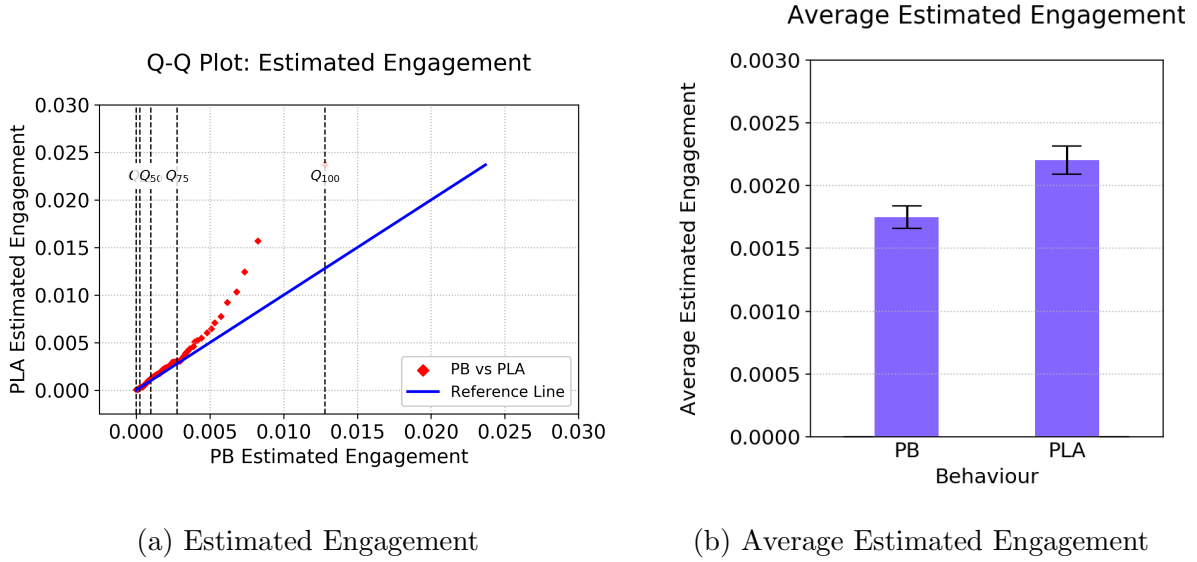 Q-Q Plot: Estimated Engagement
PLA Estimated Engagement
0.030
0.025
0.020
0.015
0.010
0.005
0.000
Q50
Q75
Q100
PB vs PLA
Reference Line
0.000 0.005 0.010 0.015 0.020 0.025 0.030
PB Estimated Engagement
(a) Estimated Engagement
Average Estimated Engagement
Average Estimated Engagement
0.0030
0.0025
0.0020
0.0015
0.0010
0.0005
0.0000
PB PLA
Behaviour
(b) Average Estimated Engagement